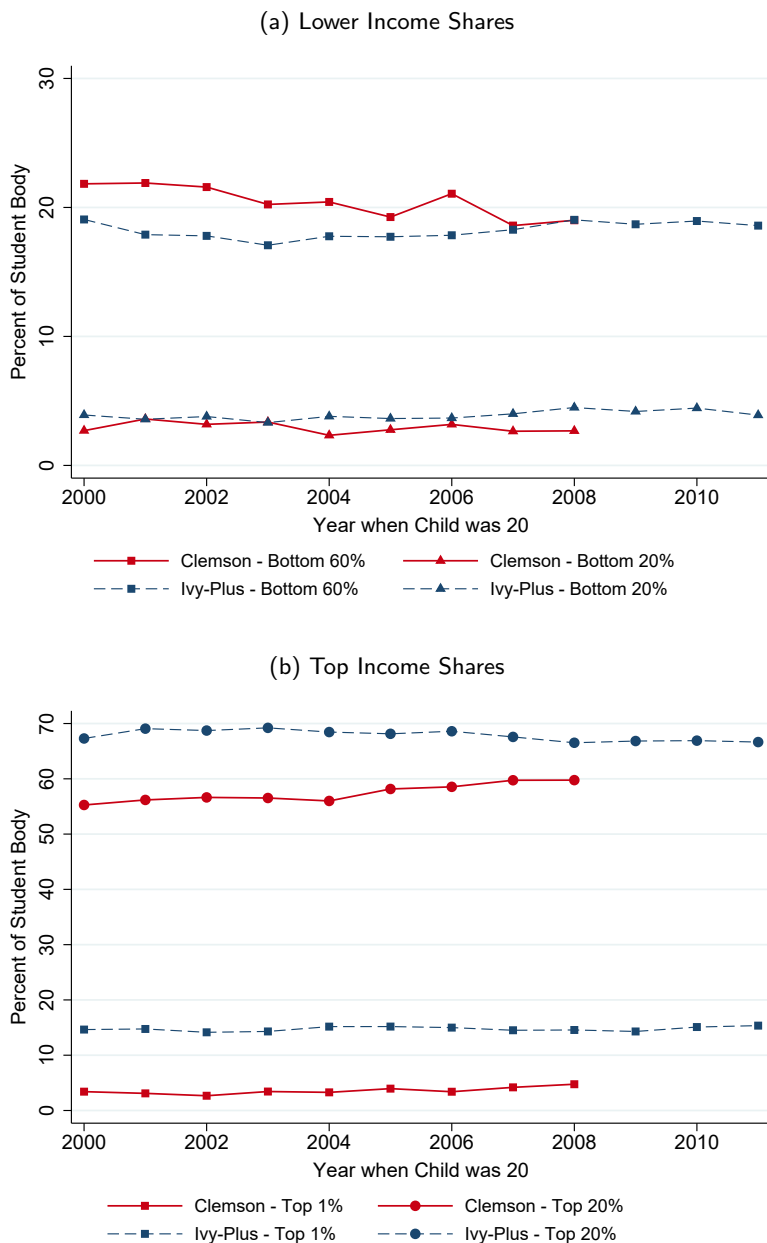 (a) Lower Income Shares
30
20
10
0
Percent of Student Body
2000 2002 2004 2006 2008 2010
Year when Child was 20
Clemson - Bottom 60% Clemson - Bottom 20%
Ivy-Plus - Bottom 60% Ivy-Plus - Bottom 20%
(b) Top Income Shares
70
60
50
40
30
20
10
0
Percent of Student Body
2000 2002 2004 2006 2008 2010
Year when Child was 20
Clemson - Top 1% Clemson - Top 20%
Ivy-Plus - Top 1% Ivy-Plus - Top 20%